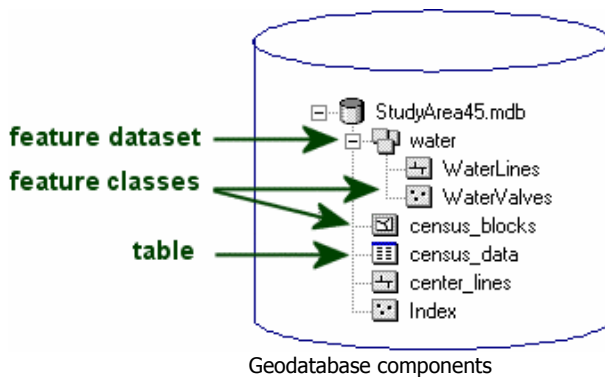 StudyArea45.mdb
feature dataset water
WaterLines
feature classes
WaterValves
census_blocks
table census_data
center_lines
Index
Geodatabase components